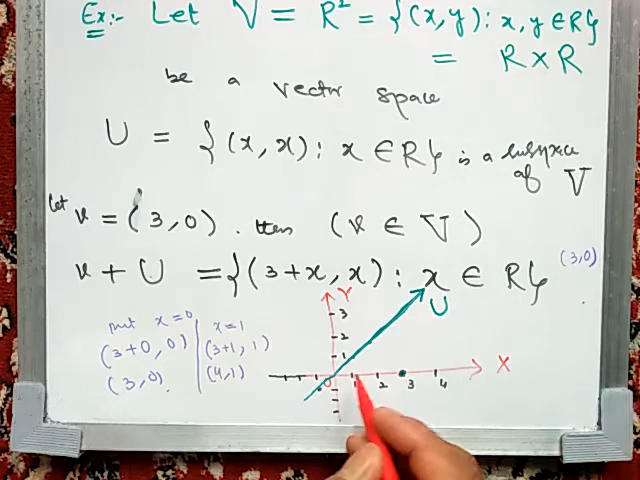 Ex:- Let V = R² = {(x,y): x,y ∈ R}
= R × R
be a vector space
U = {(x,x): x ∈ R} is a subspace of V
Let v = (3,0). then (v ∈ V)
v + U = {(3+x, x): x ∈ R}
(3,0)
put x=0
(3+0, 0)
(3,0).
x=1
(3+1, 1)
(4,1)
Y
U
3
2
1
0
1 2 3 4
X